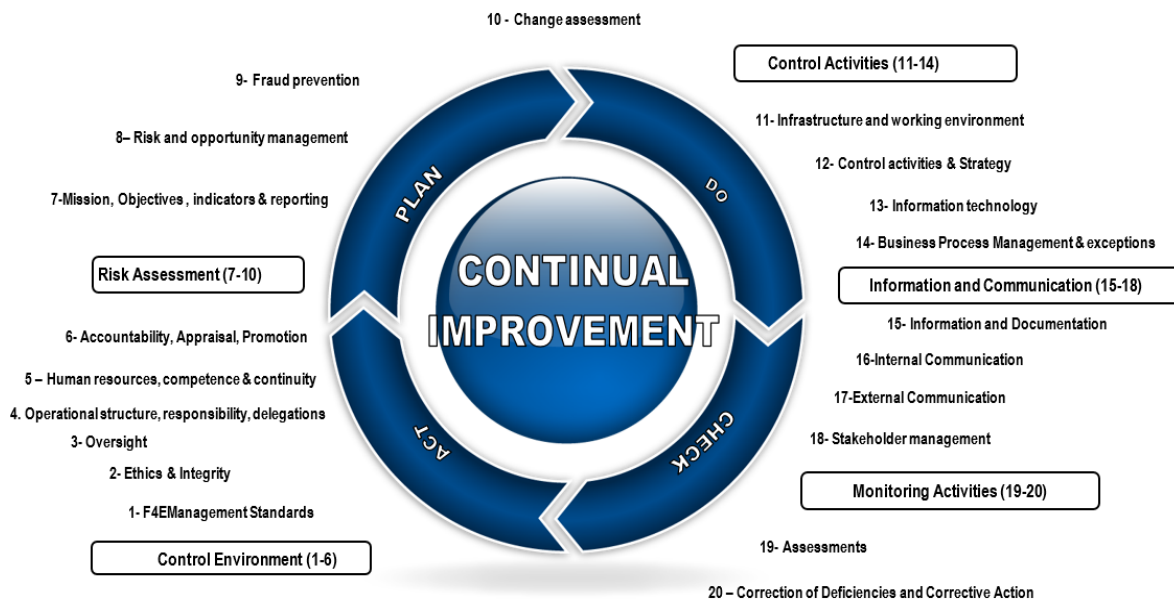 10 - Change assessment
Control Activities (11-14)
9- Fraud prevention
11- Infrastructure and working environment
8– Risk and opportunity management
12- Control activities & Strategy
PLAN
DO
7-Mission, Objectives , indicators & reporting
13- Information technology
14- Business Process Management & exceptions
Risk Assessment (7-10)
CONTINUAL
IMPROVEMENT
Information and Communication (15-18)
6- Accountability, Appraisal, Promotion
15- Information and Documentation
16-Internal Communication
5 – Human resources, competence & continuity
17-External Communication
4. Operational structure, responsibility, delegations
3- Oversight
ACT
CHECK
18- Stakeholder management
2- Ethics & Integrity
Monitoring Activities (19-20)
1- F4EManagement Standards
Control Environment (1-6)
19- Assessments
20 – Correction of Deficiencies and Corrective Action